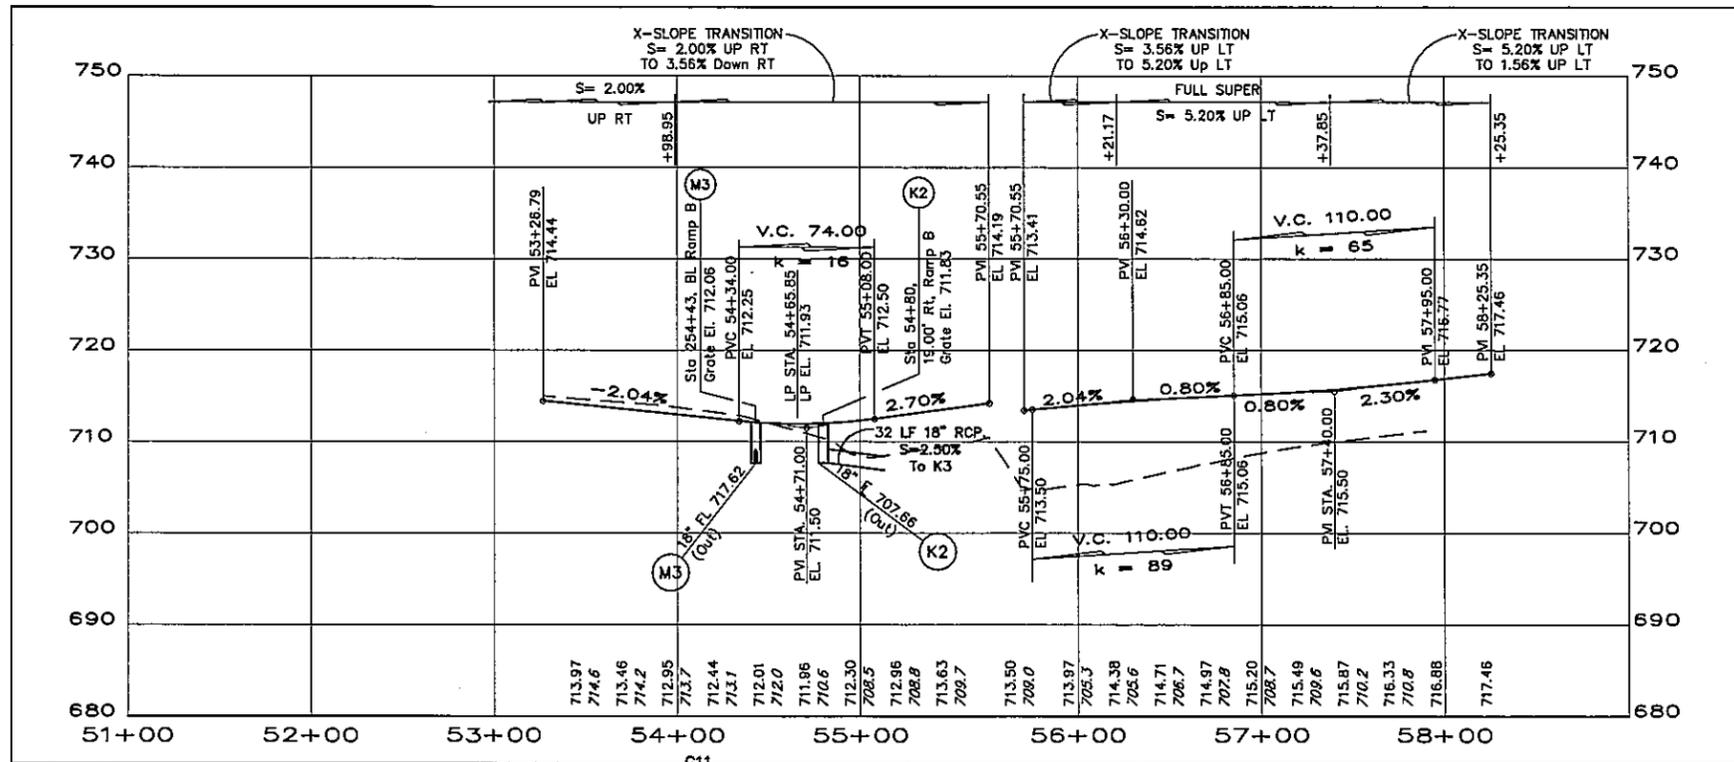 X-SLOPE TRANSITION
S= 2.00% UP RT
TO 3.56% Down RT
X-SLOPE TRANSITION
S= 3.56% UP LT
TO 5.20% Up LT
X-SLOPE TRANSITION
S= 5.20% UP LT
TO 1.56% UP LT
750
750
S= 2.00%
UP RT
FULL SUPER
S= 5.20% UP LT
+98.95
+21.17
+37.85
+25.35
740
740
M3
K2
PVI 53+26.79
EL 714.44
Sta 254+43, BL Ramp B
Grate El. 712.06
PVC 54+34.00
EL 712.25
V.C. 74.00
k = 16
LP STA. 54+65.85
LP EL. 711.93
PVT 55+08.00
EL 712.50
Sta 54+80,
19.00' Rt, Ramp B
Grate El. 711.83
PVI 55+70.55
EL 714.19
PVI 55+70.55
EL 713.41
PVI 56+30.00
EL 714.62
V.C. 110.00
k = 65
PVC 56+85.00
EL 715.06
PVI 57+95.00
EL 716.77
PVI 58+25.35
EL 717.46
730
730
720
720
-2.04%
2.70%
2.04%
0.80%
0.80%
2.30%
710
710
32 LF 18" RCP
S=2.50%
To K3
18" FL 717.62
(Out)
M3
PVI STA. 54+71.00
EL 711.50
18" F 707.66
(Out)
K2
PVC 55+75.00
EL 713.50
V.C. 110.00
k = 89
PVT 56+85.00
EL 715.06
PVI STA. 57+40.00
EL. 715.50
700
700
690
690
713.97
714.6
713.46
714.2
712.95
713.7
712.44
713.1
712.01
712.0
711.96
710.6
712.30
708.5
712.96
708.8
713.63
709.7
713.50
709.0
713.97
705.3
714.38
705.6
714.71
706.7
714.97
707.8
715.20
708.7
715.49
709.6
715.87
710.2
716.33
710.8
716.88
717.46
680
680
51+00
52+00
53+00
54+00
55+00
56+00
57+00
58+00